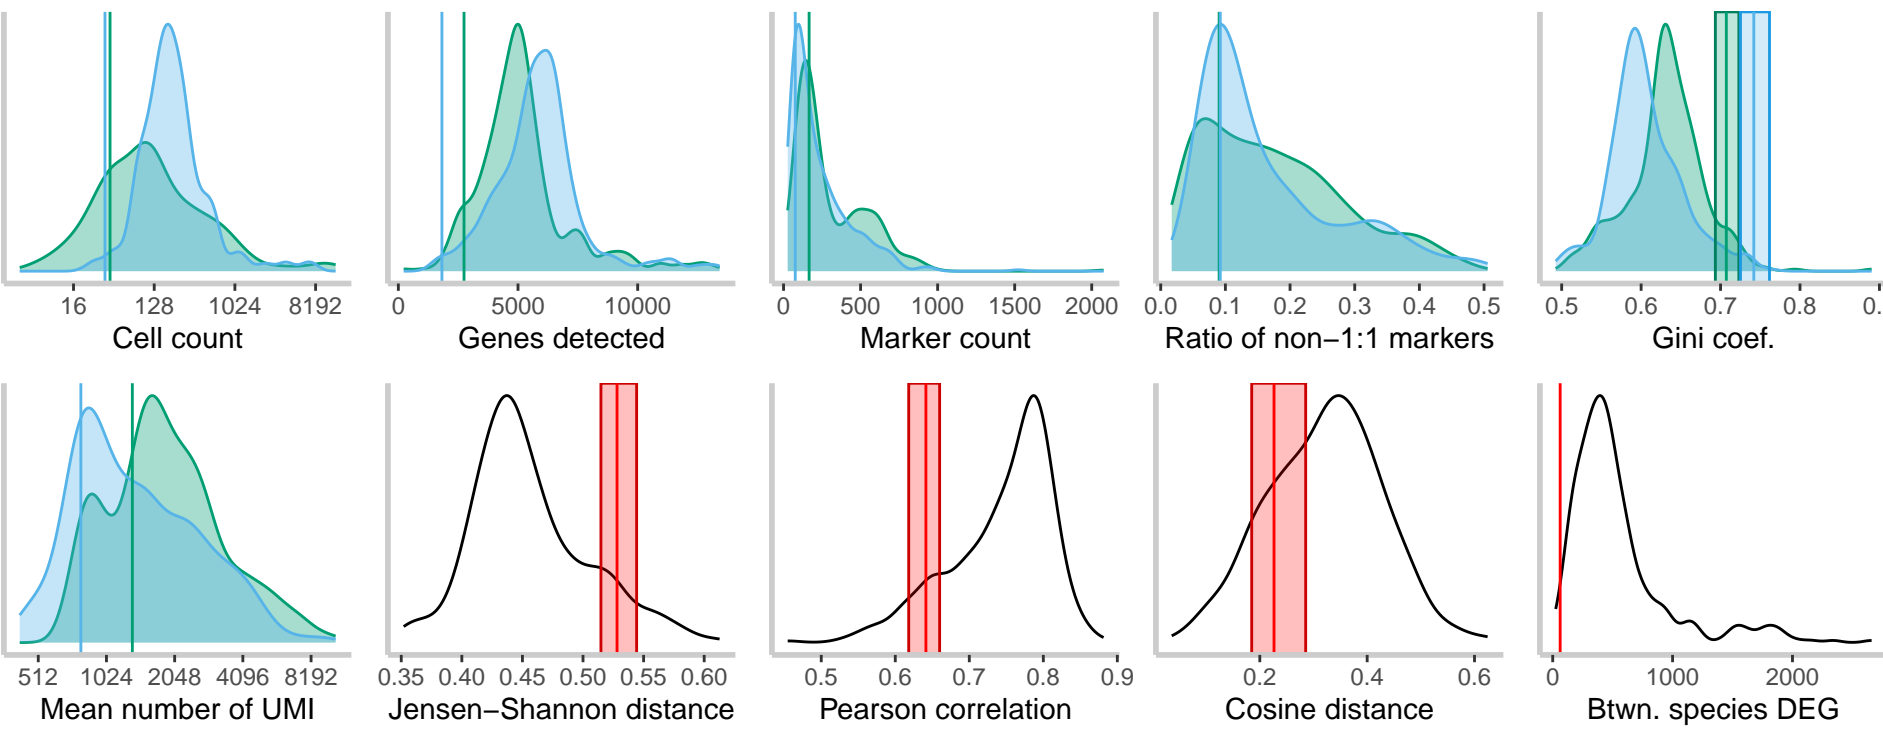 16 128 1024 8192
Cell count
0 5000 10000
Genes detected
0 500 1000 1500 2000
Marker count
0.0 0.1 0.2 0.3 0.4 0.5
Ratio of non−1:1 markers
0.5 0.6 0.7 0.8 0.
Gini coef.
512 1024 2048 4096 8192
Mean number of UMI
0.35 0.40 0.45 0.50 0.55 0.60
Jensen−Shannon distance
0.5 0.6 0.7 0.8 0.9
Pearson correlation
0.2 0.4 0.6
Cosine distance
0 1000 2000
Btwn. species DEG